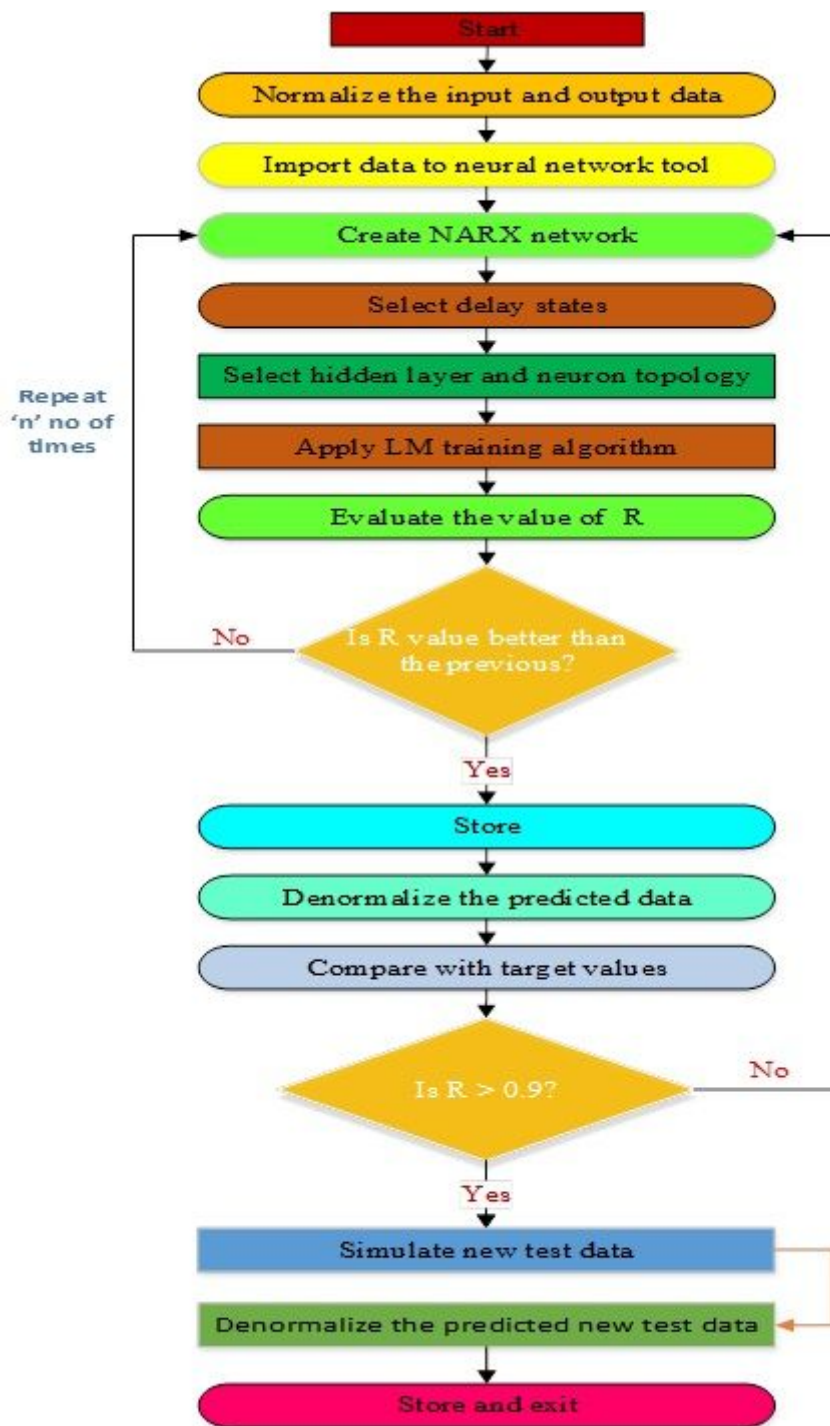 Start
Normalize the input and output data
Import data to neural network tool
Create NARX network
Select delay states
Select hidden layer and neuron topology
Repeat
'n' no of
times
Apply LM training algorithm
Evaluate the value of R
No
Is R value better than
the previous?
Yes
Store
Denormalize the predicted data
Compare with target values
Is R > 0.9?
No
Yes
Simulate new test data
Denormalize the predicted new test data
Store and exit